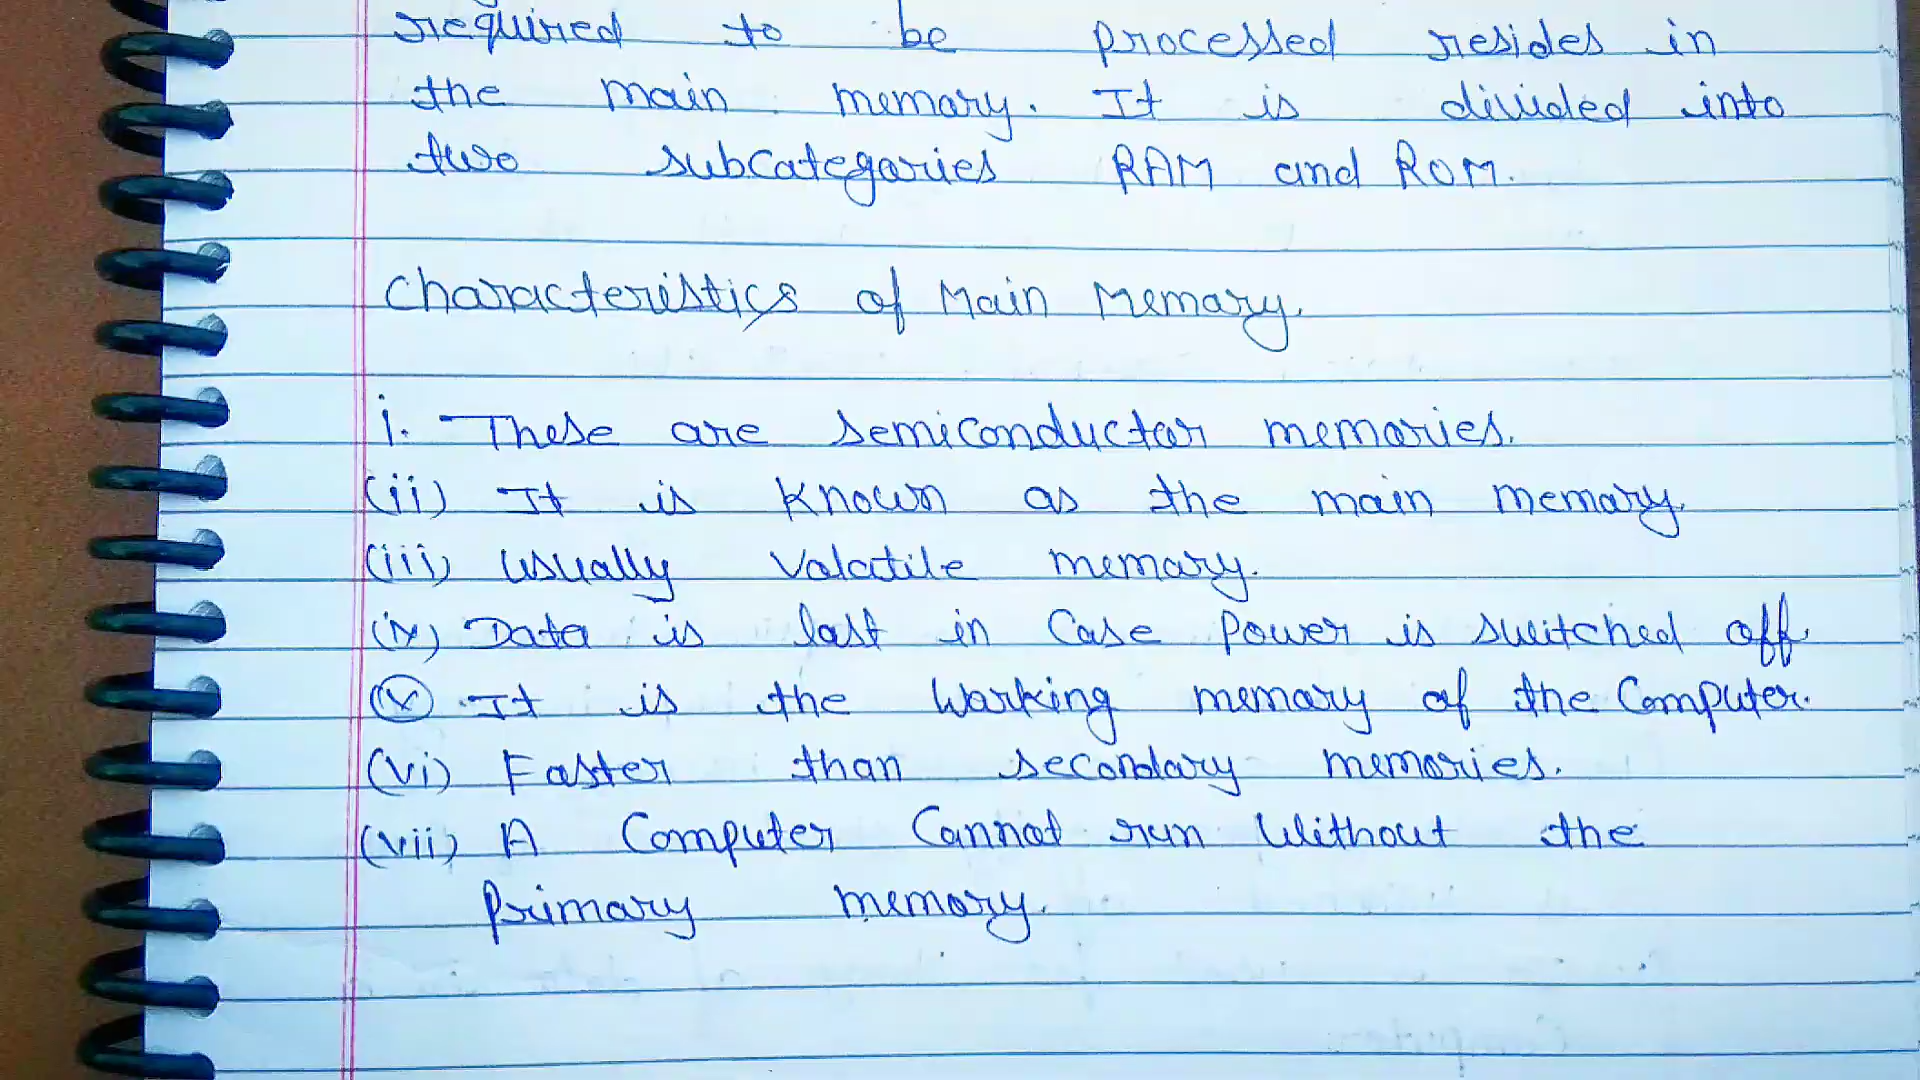 required to be processed resides in
the main memory. It is divided into
two subcategories RAM and ROM.
Characteristics of Main Memory.
i. These are semiconductor memories.
(ii) It is known as the main memory.
(iii) Usually Volatile memory.
(iv) Data is lost in Case Power is switched off.
(v) It is the Working memory of the Computer.
(vi) Faster than secondary memories.
(vii) A Computer Cannot run Without the
Primary memory.